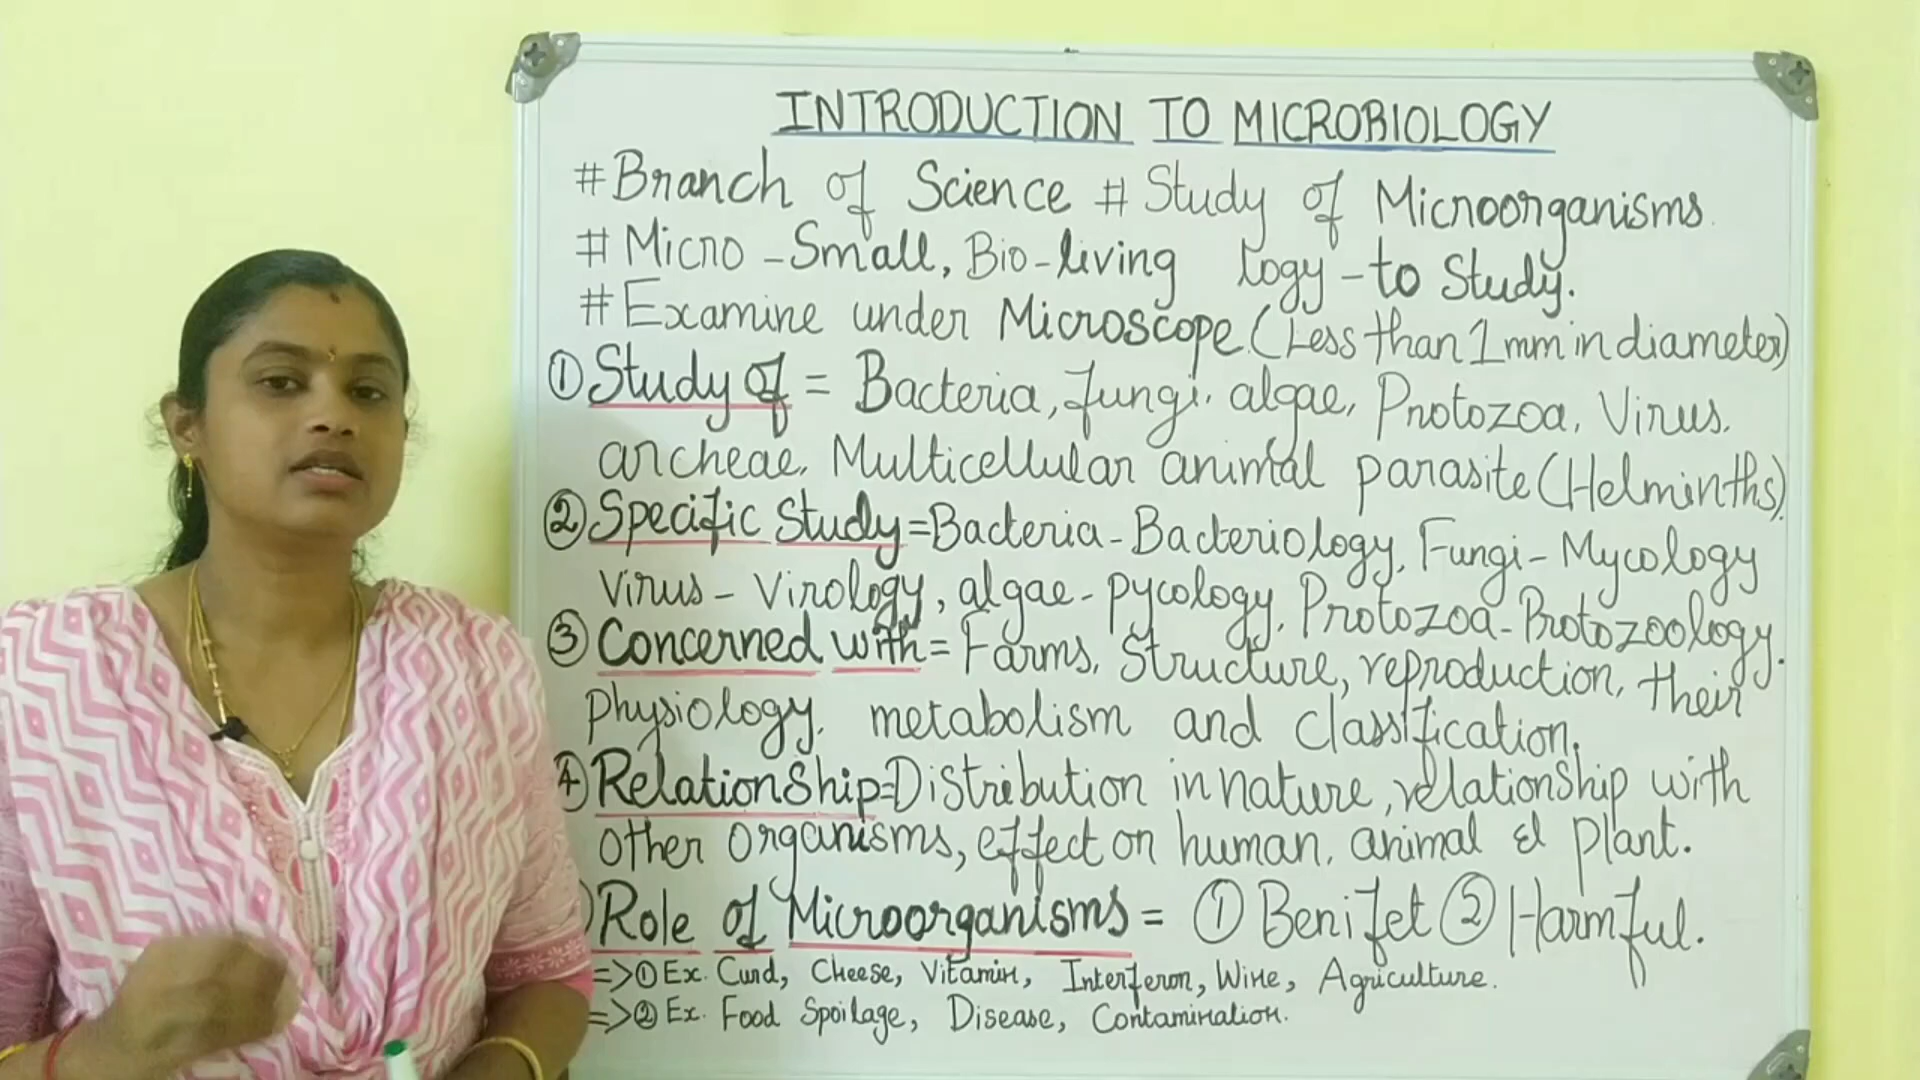 INTRODUCTION TO MICROBIOLOGY
#Branch of Science # Study of Microorganisms.
# Micro - Small, Bio - living logy - to Study.
# Examine under Microscope. (Less than 1mm in diameter)
① Study of = Bacteria, fungi, algae, Protozoa, Virus,
archeae, Multicellular animal parasite (Helminths).
② Specific Study = Bacteria - Bacteriology, Fungi - Mycology
Virus - Virology, algae - pycology, Protozoa - Protozoology.
③ Concerned with = Farms, Structure, reproduction, their
Physiology, metabolism and classification.
④ Relationship = Distribution in nature, relationship with
other organisms, effect on human, animal & plant.
) Role of Microorganisms = ① Benifet ② Harmful.
=> ① Ex. Curd, Cheese, Vitamin, Interferon, Wine, Agriculture.
=> ② Ex. Food Spoilage, Disease, Contamination.